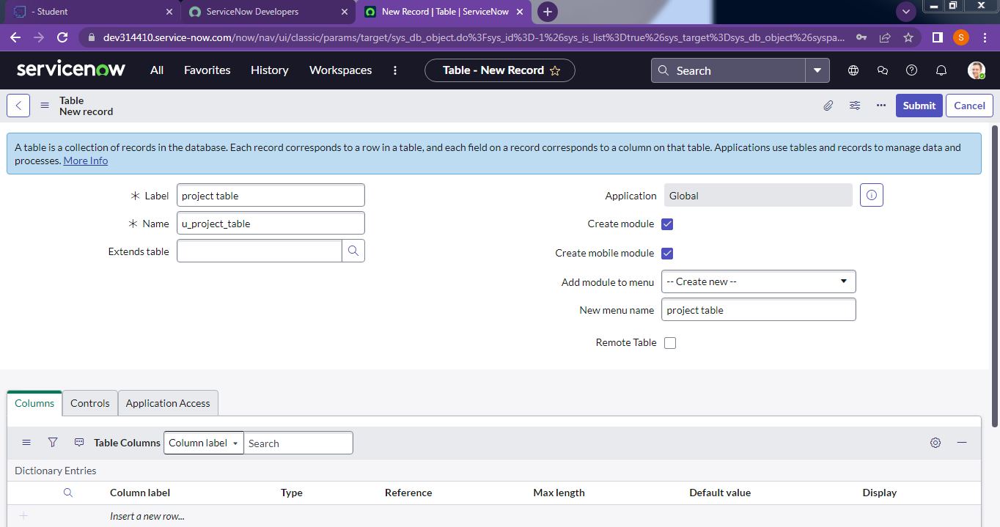 - Student
ServiceNow Developers
New Record | Table | ServiceNow
dev314410.service-now.com/now/nav/ui/classic/params/target/sys_db_object.do%3Fsys_id%3D-1%26sys_is_list%3Dtrue%26sys_target%3Dsys_db_object%26syspa...
S
servicenow
All
Favorites
History
Workspaces
Table - New Record
Search
Table
New record
Submit
Cancel
A table is a collection of records in the database. Each record corresponds to a row in a table, and each field on a record corresponds to a column on that table. Applications use tables and records to manage data and
processes. More Info
Label
project table
Application
Global
Name
u_project_table
Create module
Extends table
Create mobile module
Add module to menu
-- Create new --
New menu name
project table
Remote Table
Columns
Controls
Application Access
Table Columns
Column label
Search
Dictionary Entries
Column label
Type
Reference
Max length
Default value
Display
Insert a new row...